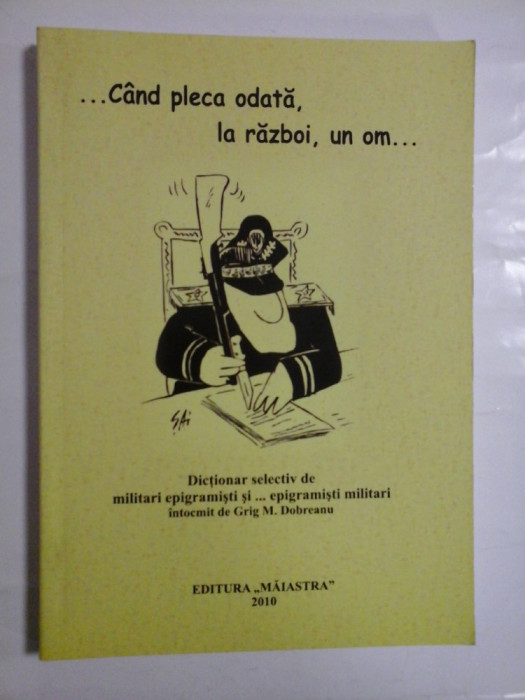 ...Când pleca odată,
la război, un om...
ȘAi
Dicționar selectiv de
militari epigramiști și ... epigramiști militari
întocmit de Grig M. Dobreanu
EDITURA „MĂIASTRA”
2010